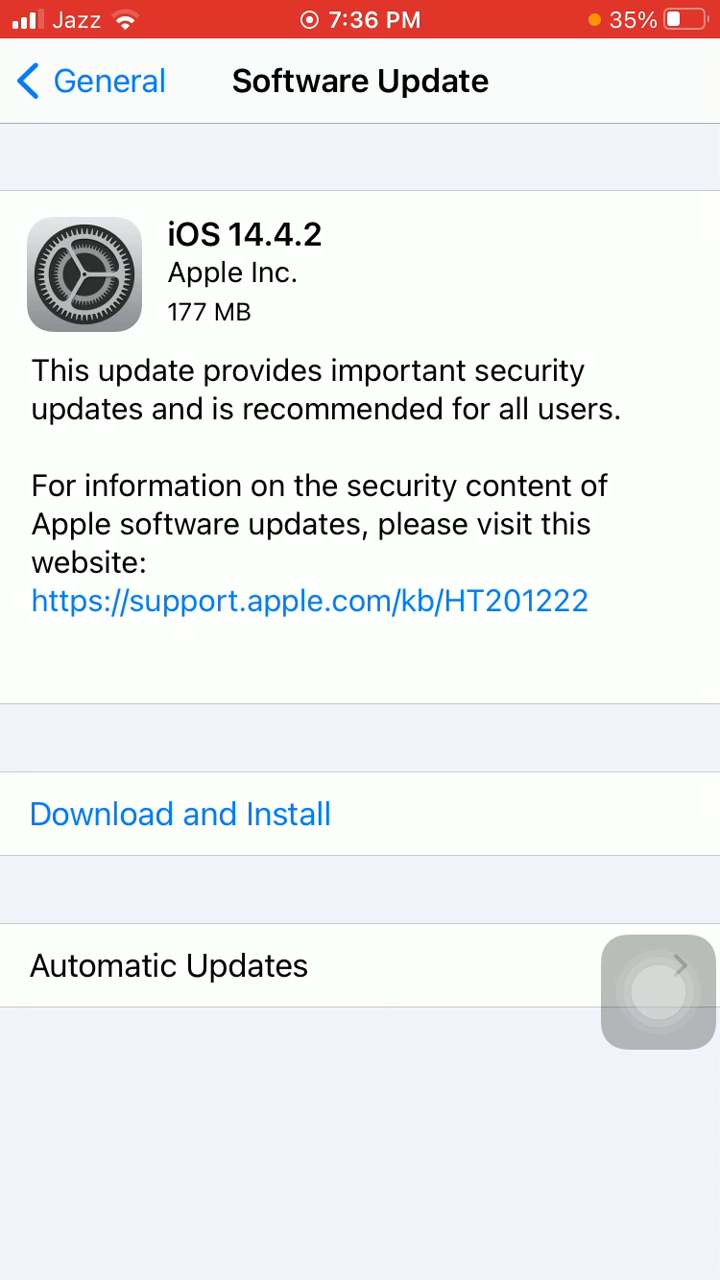 Jazz 7:36 PM 35%
General Software Update
iOS 14.4.2
Apple Inc.
177 MB
This update provides important security
updates and is recommended for all users.
For information on the security content of
Apple software updates, please visit this
website:
https://support.apple.com/kb/HT201222
Download and Install
Automatic Updates